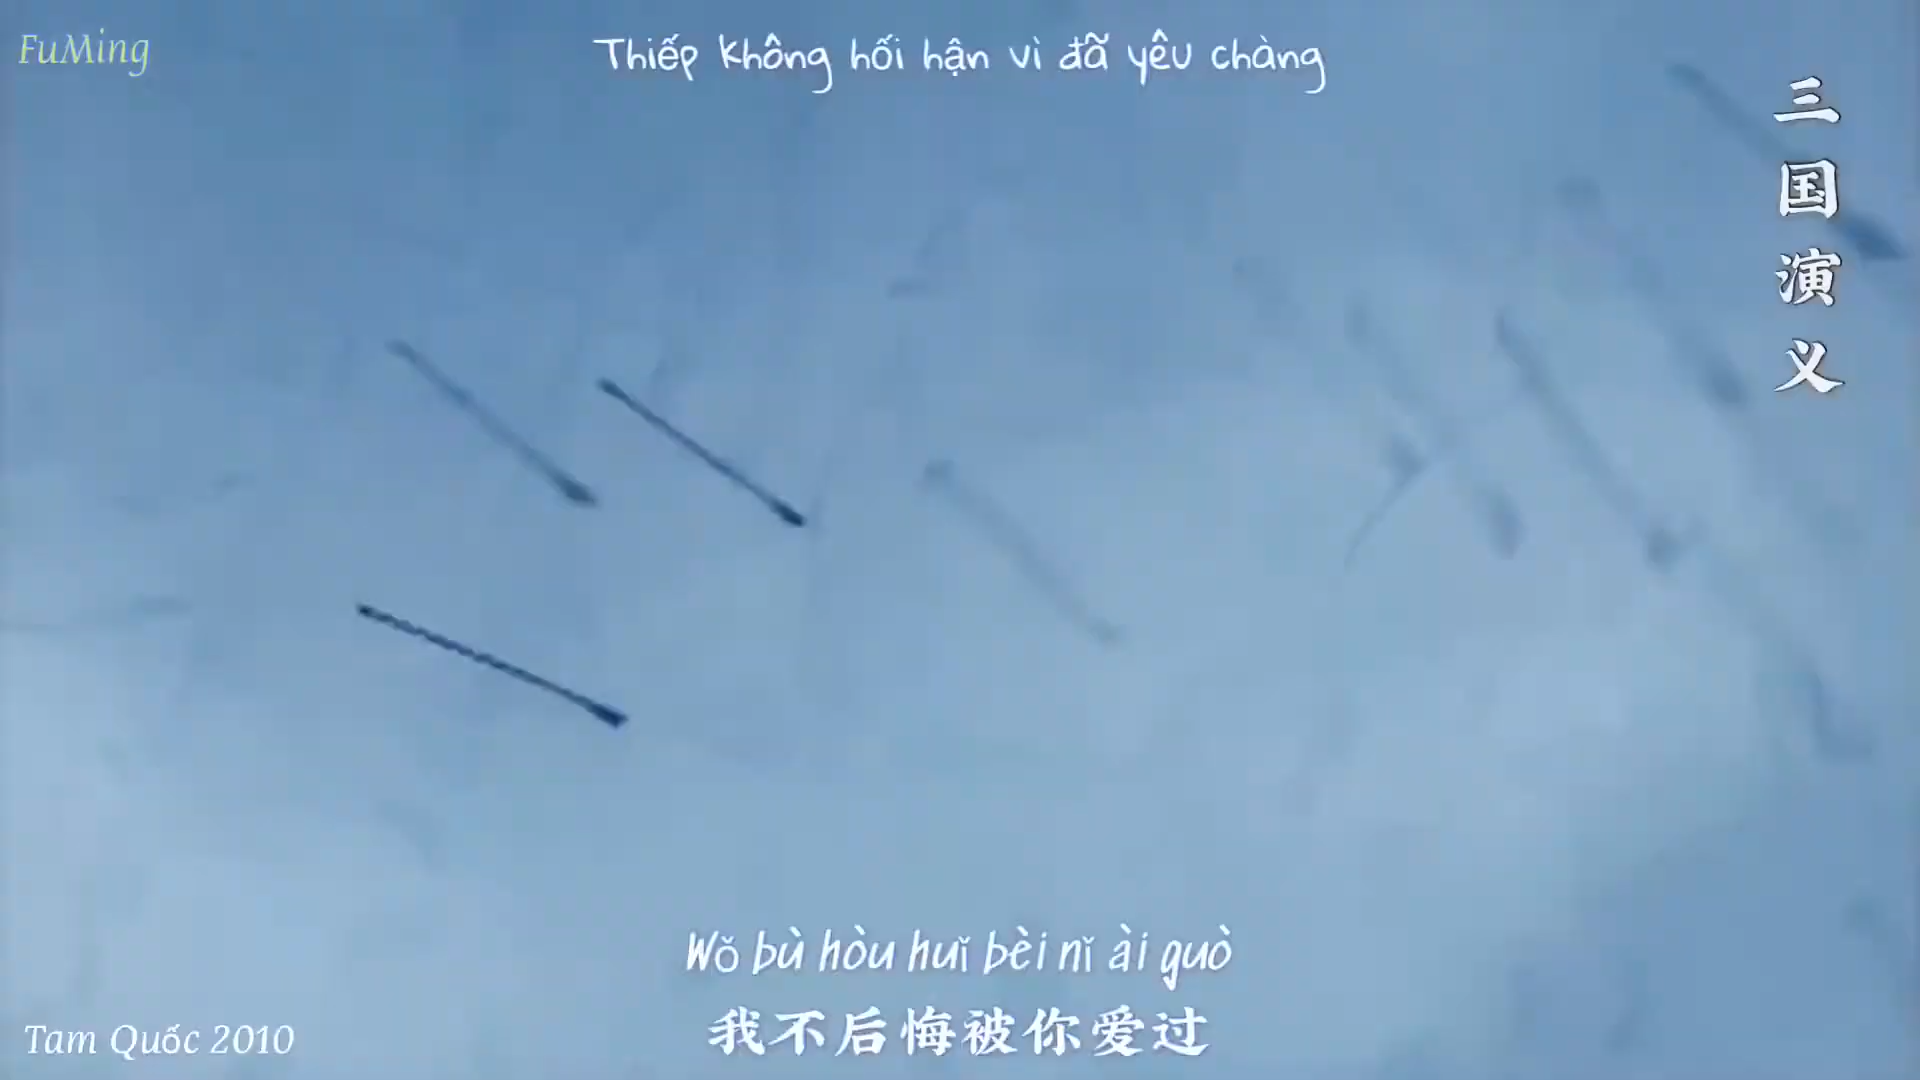 FuMing
Thiếp không hối hận vì đã yêu chàng
三国演义
Wǒ bù hòu huǐ bèi nǐ ài guò
我不后悔被你爱过
Tam Quốc 2010